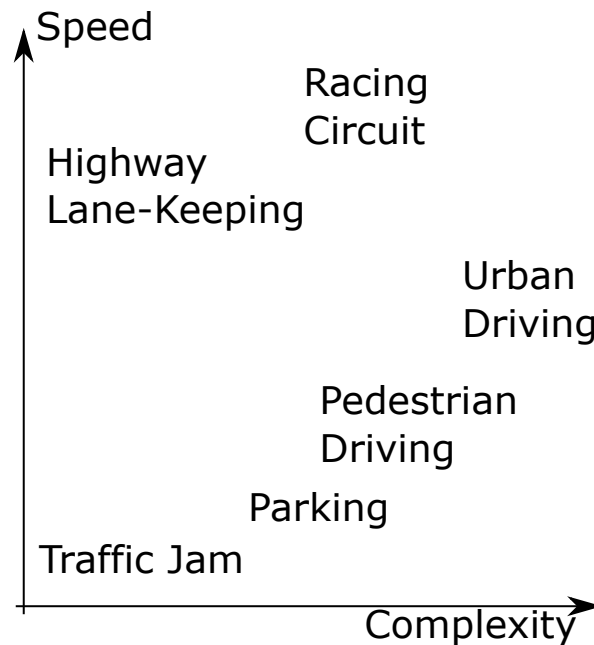 Speed
Racing
Circuit
Highway
Lane-Keeping
Urban
Driving
Pedestrian
Driving
Parking
Traffic Jam
Complexity